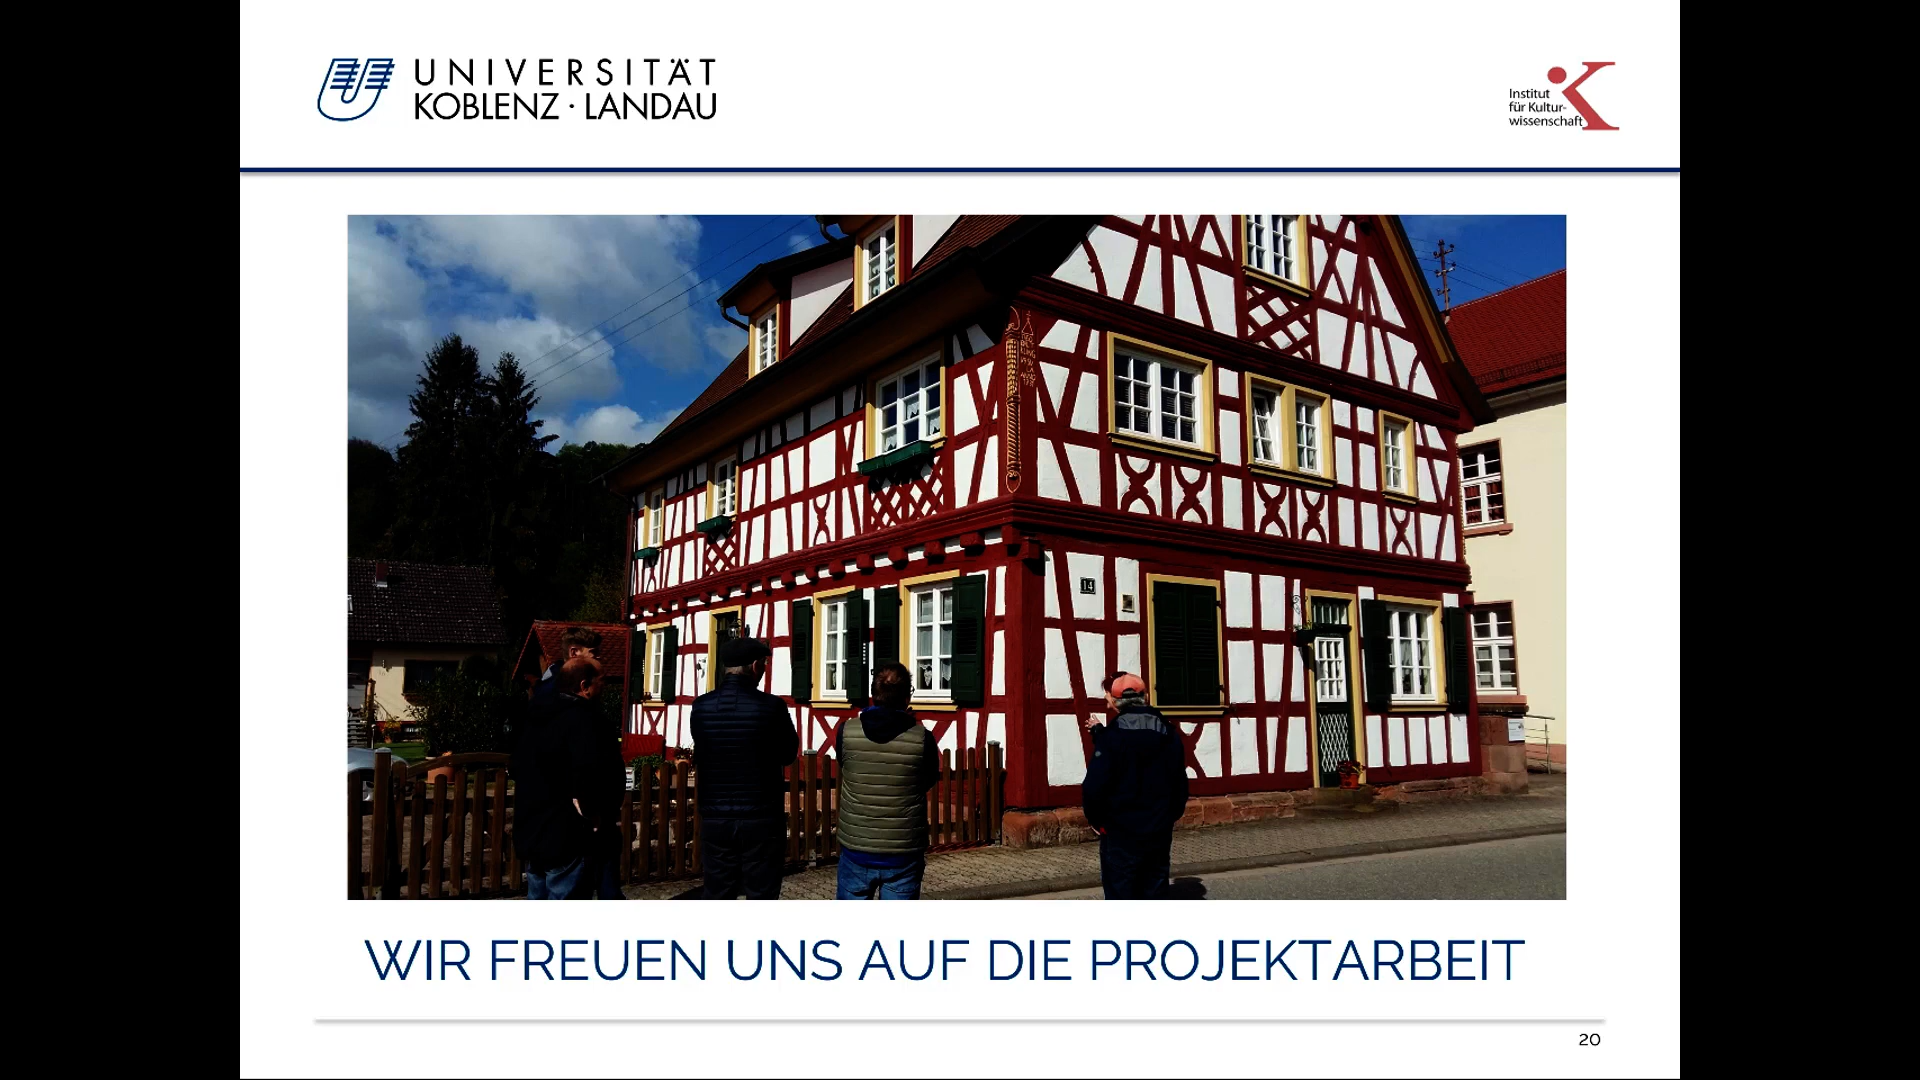 UNIVERSITÄT
KOBLENZ · LANDAU
Institut
für Kultur-
wissenschaft
14
WIR FREUEN UNS AUF DIE PROJEKTARBEIT
20